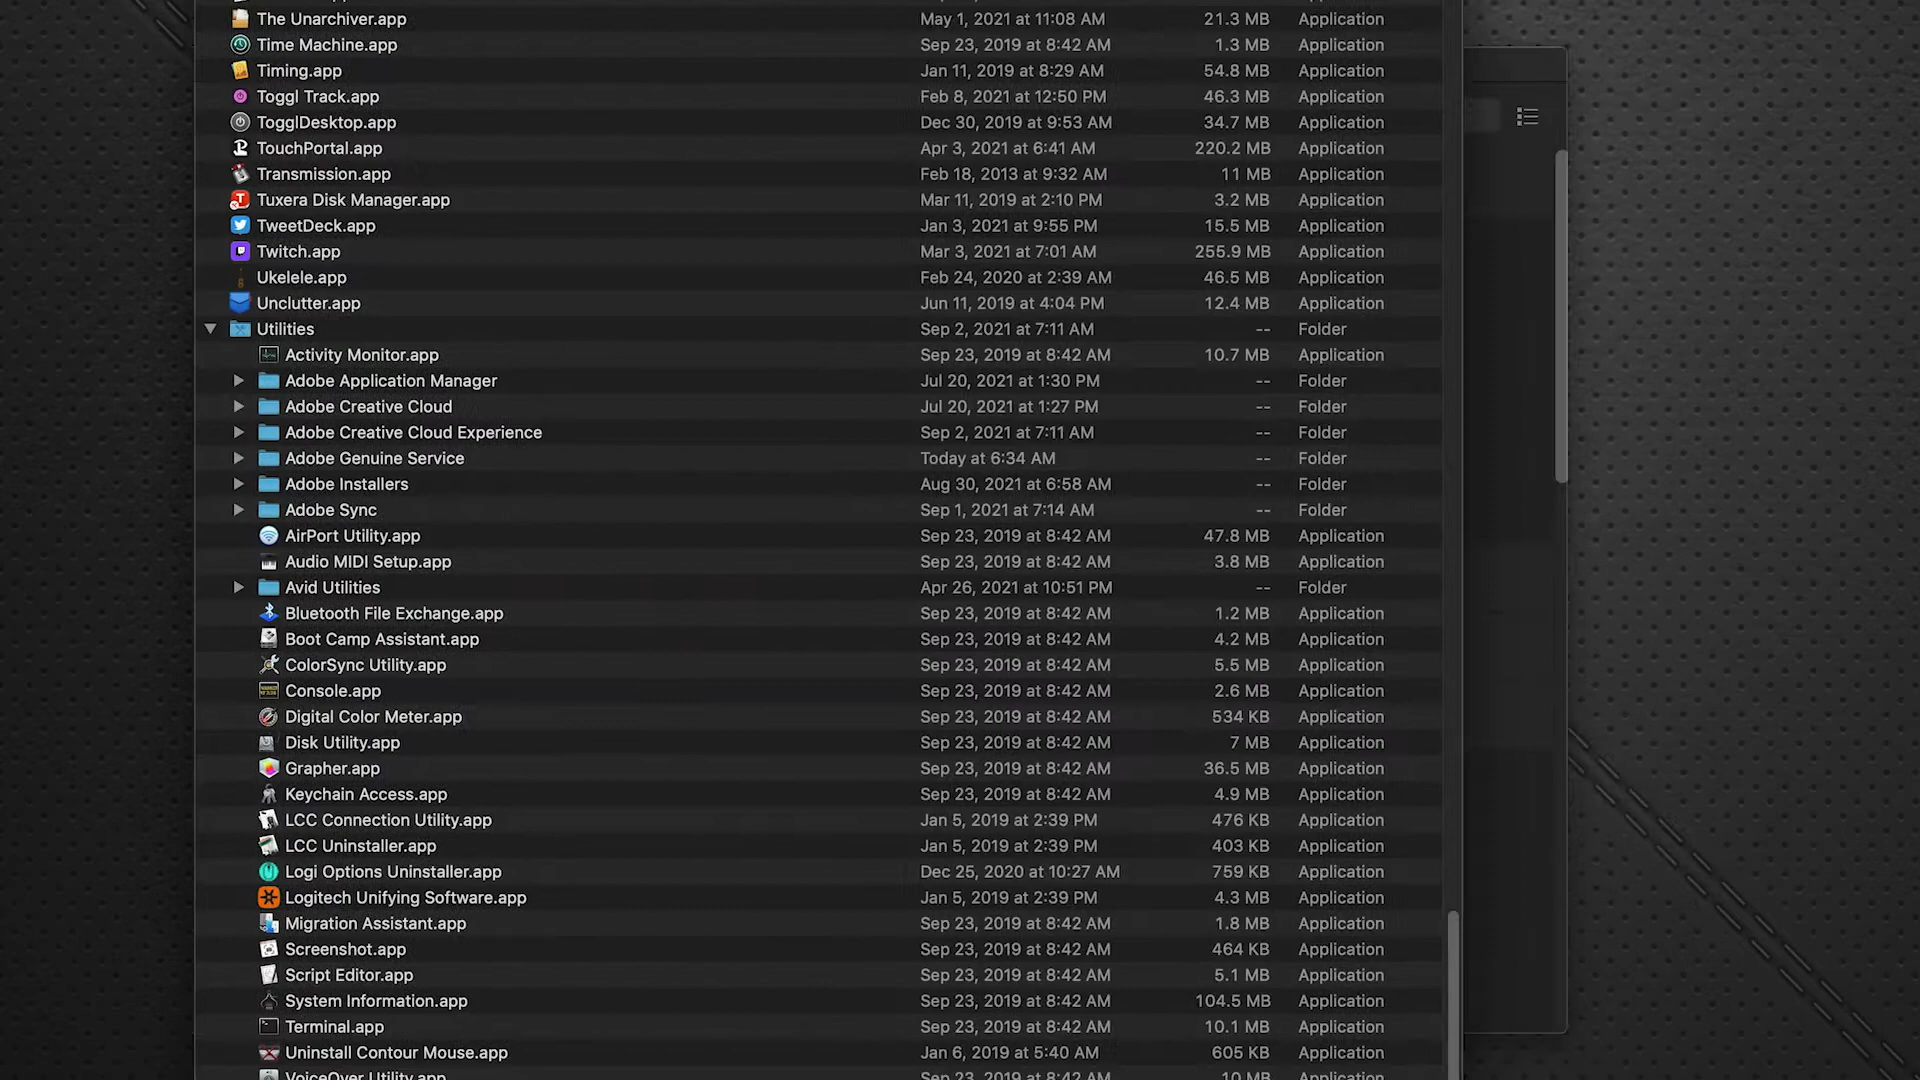 The Unarchiver.app May 1, 2021 at 11:08 AM 21.3 MB Application
Time Machine.app Sep 23, 2019 at 8:42 AM 1.3 MB Application
Timing.app Jan 11, 2019 at 8:29 AM 54.8 MB Application
Toggl Track.app Feb 8, 2021 at 12:50 PM 46.3 MB Application
TogglDesktop.app Dec 30, 2019 at 9:53 AM 34.7 MB Application
TouchPortal.app Apr 3, 2021 at 6:41 AM 220.2 MB Application
Transmission.app Feb 18, 2013 at 9:32 AM 11 MB Application
Tuxera Disk Manager.app Mar 11, 2019 at 2:10 PM 3.2 MB Application
TweetDeck.app Jan 3, 2021 at 9:55 PM 15.5 MB Application
Twitch.app Mar 3, 2021 at 7:01 AM 255.9 MB Application
Ukelele.app Feb 24, 2020 at 2:39 AM 46.5 MB Application
Unclutter.app Jun 11, 2019 at 4:04 PM 12.4 MB Application
Utilities Sep 2, 2021 at 7:11 AM -- Folder
Activity Monitor.app Sep 23, 2019 at 8:42 AM 10.7 MB Application
Adobe Application Manager Jul 20, 2021 at 1:30 PM -- Folder
Adobe Creative Cloud Jul 20, 2021 at 1:27 PM -- Folder
Adobe Creative Cloud Experience Sep 2, 2021 at 7:11 AM -- Folder
Adobe Genuine Service Today at 6:34 AM -- Folder
Adobe Installers Aug 30, 2021 at 6:58 AM -- Folder
Adobe Sync Sep 1, 2021 at 7:14 AM -- Folder
AirPort Utility.app Sep 23, 2019 at 8:42 AM 47.8 MB Application
Audio MIDI Setup.app Sep 23, 2019 at 8:42 AM 3.8 MB Application
Avid Utilities Apr 26, 2021 at 10:51 PM -- Folder
Bluetooth File Exchange.app Sep 23, 2019 at 8:42 AM 1.2 MB Application
Boot Camp Assistant.app Sep 23, 2019 at 8:42 AM 4.2 MB Application
ColorSync Utility.app Sep 23, 2019 at 8:42 AM 5.5 MB Application
Console.app Sep 23, 2019 at 8:42 AM 2.6 MB Application
Digital Color Meter.app Sep 23, 2019 at 8:42 AM 534 KB Application
Disk Utility.app Sep 23, 2019 at 8:42 AM 7 MB Application
Grapher.app Sep 23, 2019 at 8:42 AM 36.5 MB Application
Keychain Access.app Sep 23, 2019 at 8:42 AM 4.9 MB Application
LCC Connection Utility.app Jan 5, 2019 at 2:39 PM 476 KB Application
LCC Uninstaller.app Jan 5, 2019 at 2:39 PM 403 KB Application
Logi Options Uninstaller.app Dec 25, 2020 at 10:27 AM 759 KB Application
Logitech Unifying Software.app Jan 5, 2019 at 2:39 PM 4.3 MB Application
Migration Assistant.app Sep 23, 2019 at 8:42 AM 1.8 MB Application
Screenshot.app Sep 23, 2019 at 8:42 AM 464 KB Application
Script Editor.app Sep 23, 2019 at 8:42 AM 5.1 MB Application
System Information.app Sep 23, 2019 at 8:42 AM 104.5 MB Application
Terminal.app Sep 23, 2019 at 8:42 AM 10.1 MB Application
Uninstall Contour Mouse.app Jan 6, 2019 at 5:40 AM 605 KB Application
VoiceOver Utility.app Sep 23, 2019 at 8:42 AM 10 MB Application